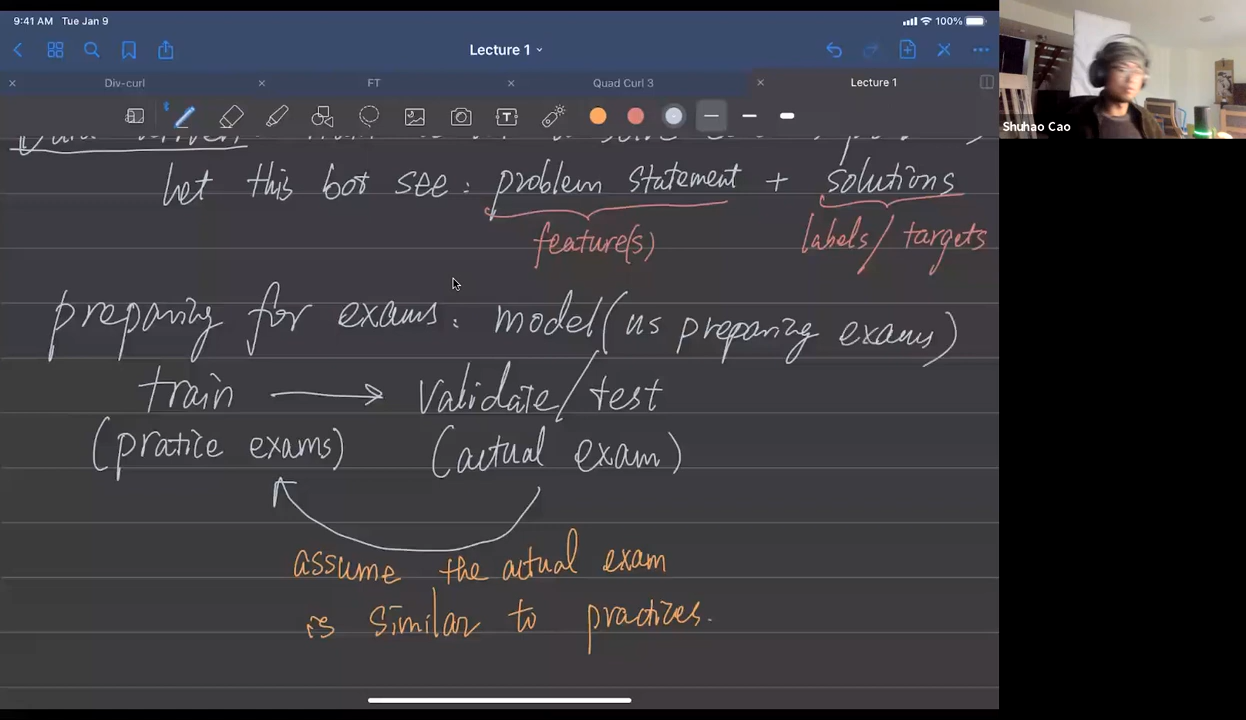 9:41 AM Tue Jan 9
100%
Lecture 1
Div-curl
FT
Quad Curl 3
Lecture 1
Let this bot see: problem statement + solutions
feature(s)
labels/targets
preparing for exams: model (us preparing exams)
train → validate/test
(pratice exams) (actual exam)
assume the actual exam
is similar to practices.
Shuhao Cao